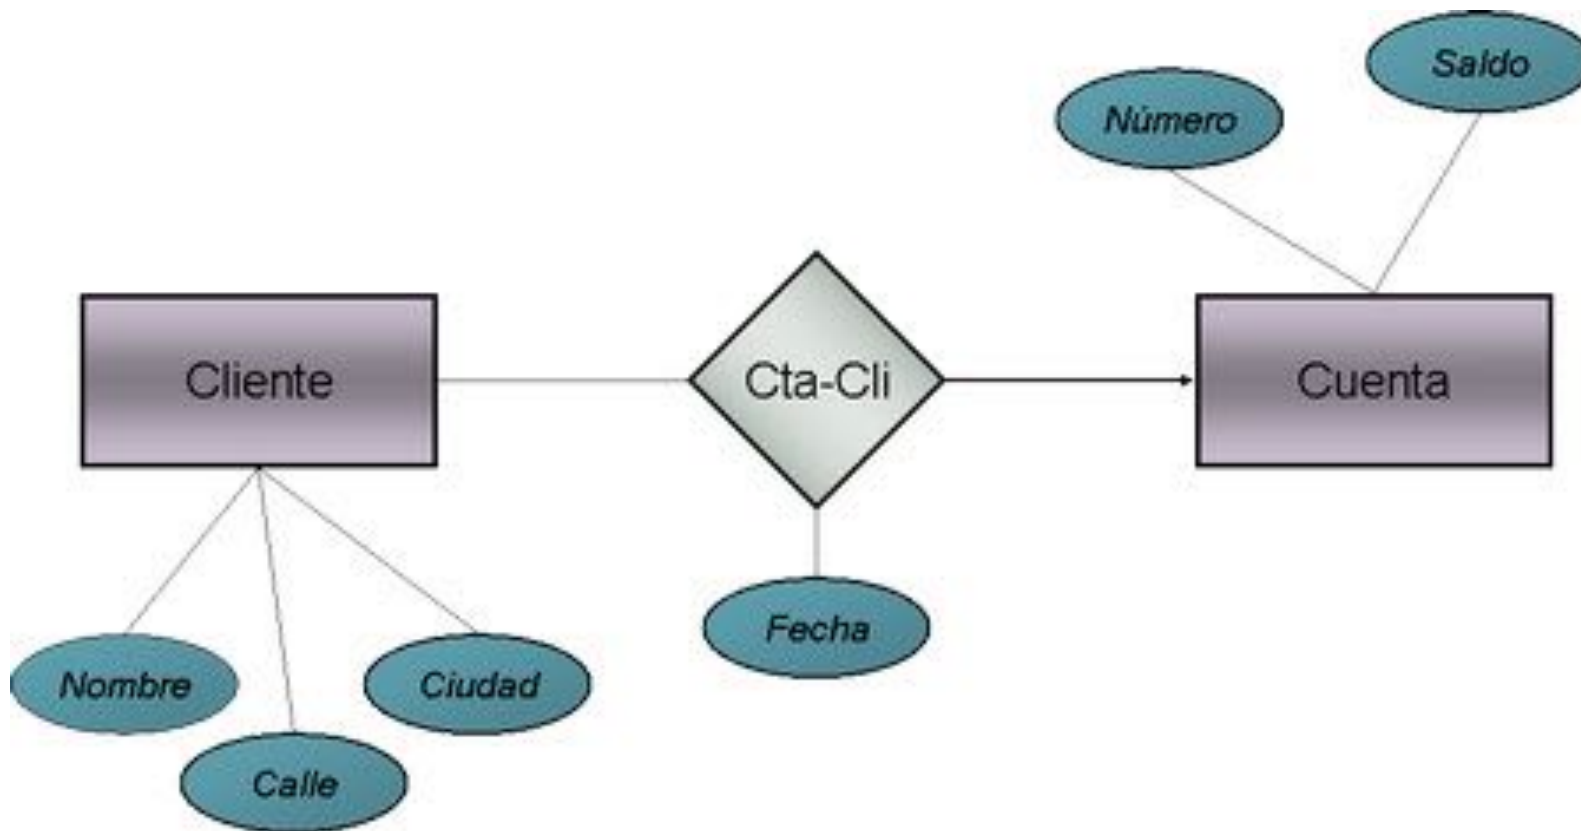 Saldo
Número
Cliente
Cta-Cli
Cuenta
Fecha
Nombre
Ciudad
Calle